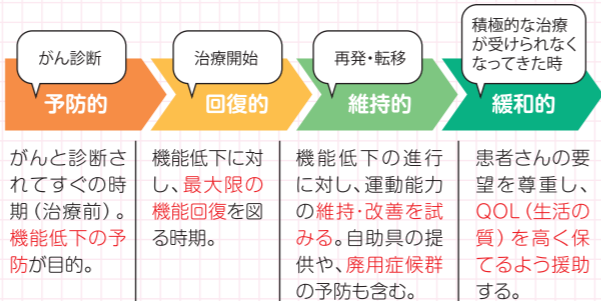 がん診断
予防的
がんと診断さ
れてすぐの時
期（治療前）。
機能低下の予
防が目的。
治療開始
回復的
機能低下に対
し、最大限の
機能回復を図
る時期。
再発・転移
維持的
機能低下の進行
に対し、運動能力
の維持・改善を試
みる。自助具の提
供や、廃用症候群
の予防も含む。
積極的な治療
が受けられなく
なってきた時
緩和的
患者さんの要
望を尊重し、
QOL（生活の
質）を高く保
てるよう援助
する。